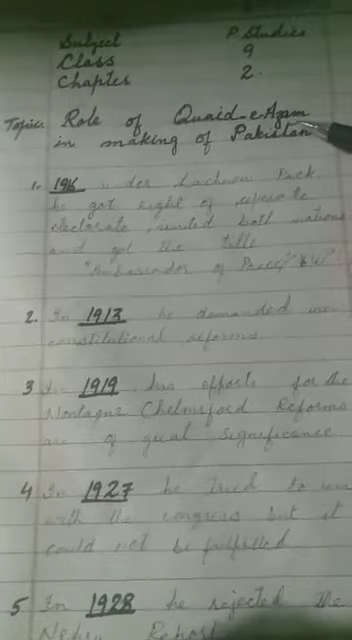 Subject P. Studies
Class 9
Chapter 2.
Topic: Role of Quaid-e-Azam
in making of Pakistan
1. 1916 under Lachnow Pack
he got right of seperate
electorate, united both nations
and got the title
"Ambassador of Peace
2. In 1913 he demanded
constitutional reforms
3 In 1919 his efforts for the
Montague Chelmsford Reforms
are of great significance
4 In 1927 he tried to
with the congress but it
could not be fulfilled
5 In 1928 he rejected the
Nehru Report